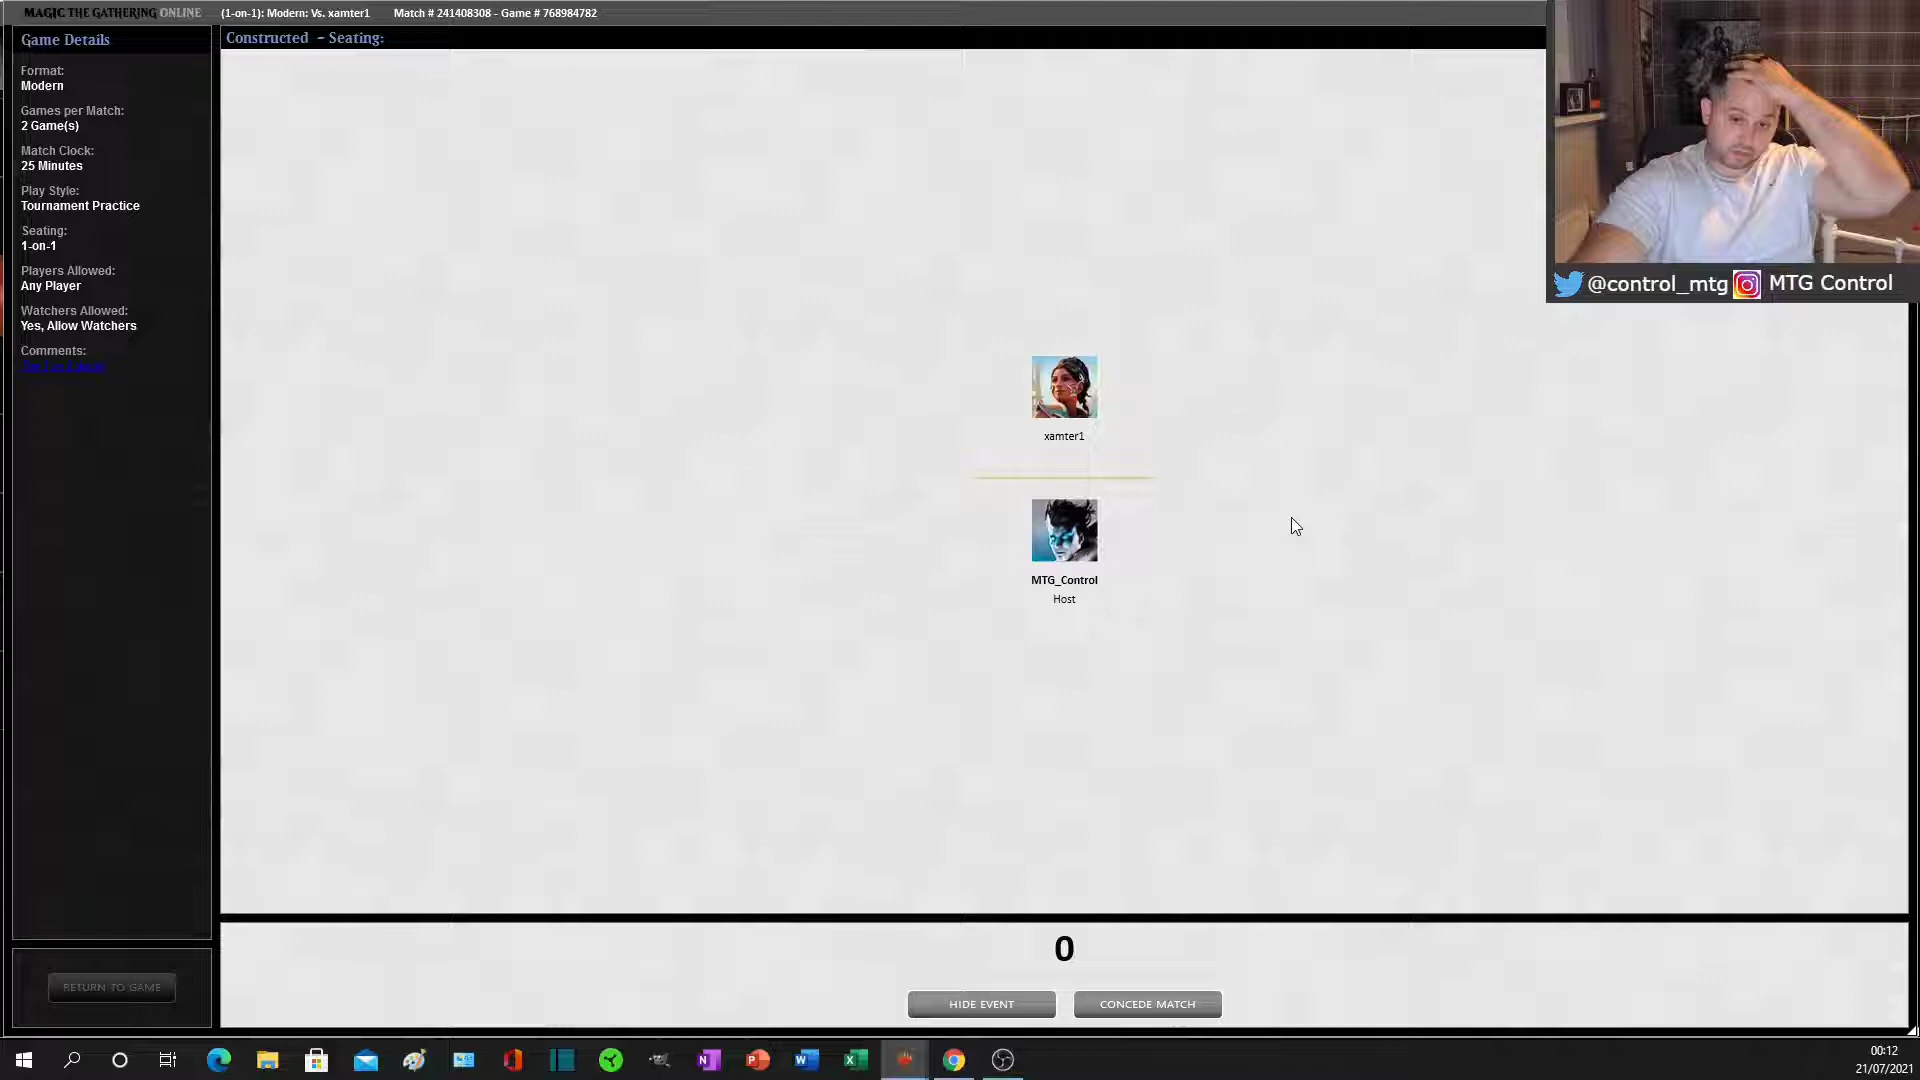 MAGIC THE GATHERING ONLINE
(1-on-1): Modern: Vs. xamter1 Match # 241408308 - Game # 768984782
Game Details
Constructed - Seating:
Format:
Modern
Games per Match:
2 Game(s)
Match Clock:
25 Minutes
Play Style:
Tournament Practice
Seating:
1-on-1
Players Allowed:
Any Player
Watchers Allowed:
Yes, Allow Watchers
Comments:
@control_mtg MTG Control
xamter1
MTG_Control
Host
0
RETURN TO GAME
HIDE EVENT
CONCEDE MATCH
00:12
21/07/2021